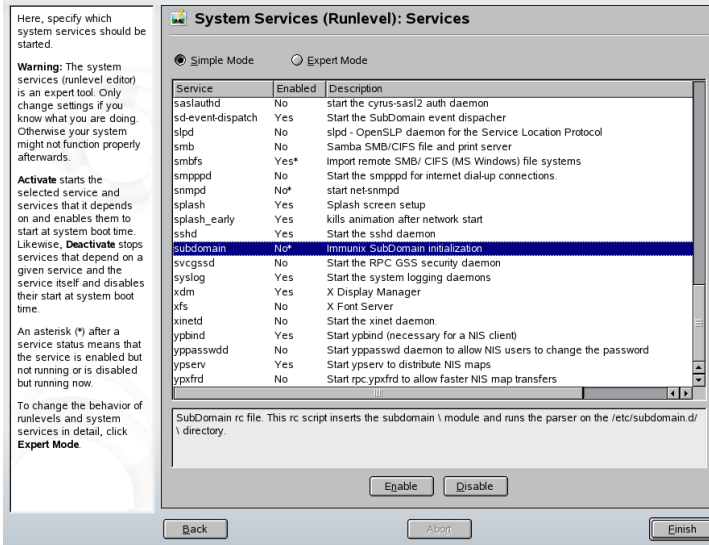 Here, specify which
system services should be
started.
Warning: The system
services (runlevel editor)
is an expert tool. Only
change settings if you
know what you are doing.
Otherwise your system
might not function properly
afterwards.
Activate starts the
selected service and
services that it depends
on and enables them to
start at system boot time.
Likewise, Deactivate stops
services that depend on a
given service and the
service itself and disables
their start at system boot
time.
An asterisk (*) after a
service status means that
the service is enabled but
not running or is disabled
but running now.
To change the behavior of
runlevels and system
services in detail, click
Expert Mode.
System Services (Runlevel): Services
Simple Mode Expert Mode
Service Enabled Description
saslauthd No start the cyrus-sasl2 auth daemon
sd-event-dispatch Yes Start the SubDomain event dispacher
slpd No slpd - OpenSLP daemon for the Service Location Protocol
smb No Samba SMB/CIFS file and print server
smbfs Yes* Import remote SMB/ CIFS (MS Windows) file systems
smpppd No Start the smpppd for internet dial-up connections.
snmpd No* start net-snmpd
splash Yes Splash screen setup
splash_early Yes kills animation after network start
sshd Yes Start the sshd daemon
subdomain No* Immunix SubDomain initialization
svcgssd No Start the RPC GSS security daemon
syslog Yes Start the system logging daemons
xdm Yes X Display Manager
xfs No X Font Server
xinetd No Start the xinet daemon.
ypbind Yes Start ypbind (necessary for a NIS client)
yppasswdd No Start yppasswd daemon to allow NIS users to change the password
ypserv Yes Start ypserv to distribute NIS maps
ypxfrd No Start rpc.ypxfrd to allow faster NIS map transfers
SubDomain rc file. This rc script inserts the subdomain \ module and runs the parser on the /etc/subdomain.d/
\ directory.
Enable Disable
Back Abort Finish